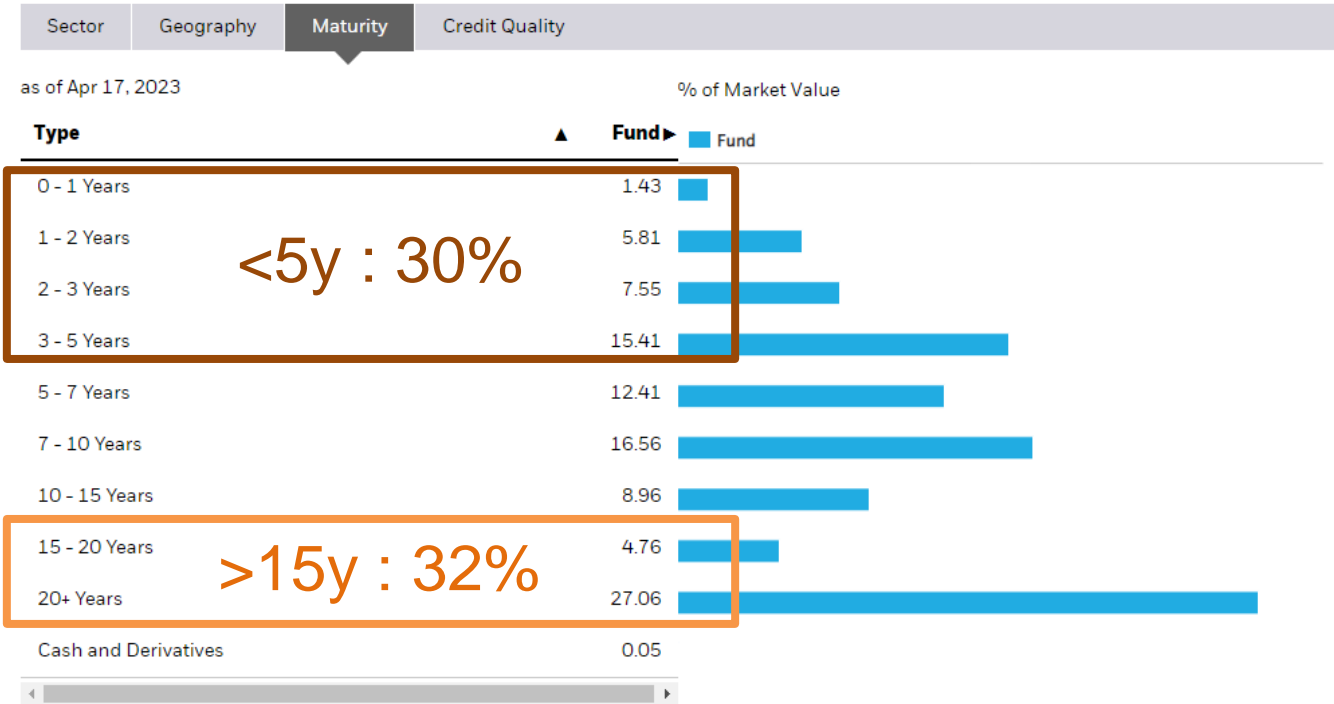 Sector Geography Maturity Credit Quality
as of Apr 17, 2023
% of Market Value
Type ▲ Fund▶
Fund
0 - 1 Years 1.43
1 - 2 Years 5.81
<5y : 30%
2 - 3 Years 7.55
3 - 5 Years 15.41
5 - 7 Years 12.41
7 - 10 Years 16.56
10 - 15 Years 8.96
15 - 20 Years 4.76
>15y : 32%
20+ Years 27.06
Cash and Derivatives 0.05